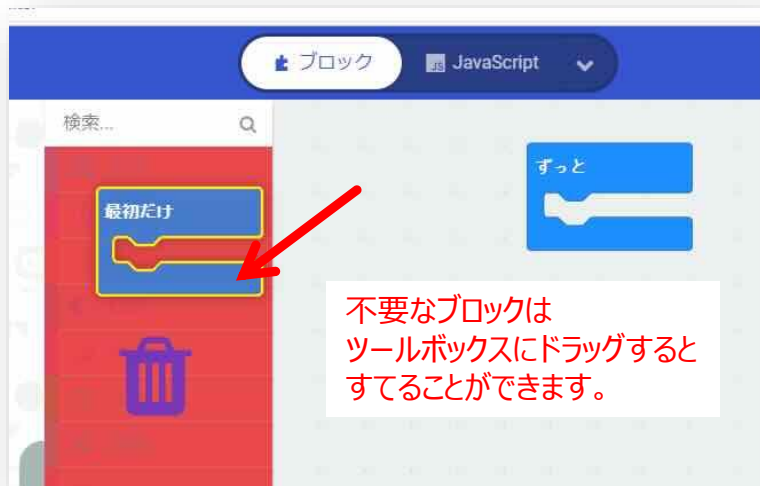 ブロック
JS JavaScript
検索...
最初だけ
ずっと
不要なブロックは
ツールボックスにドラッグすると
すてることができます。